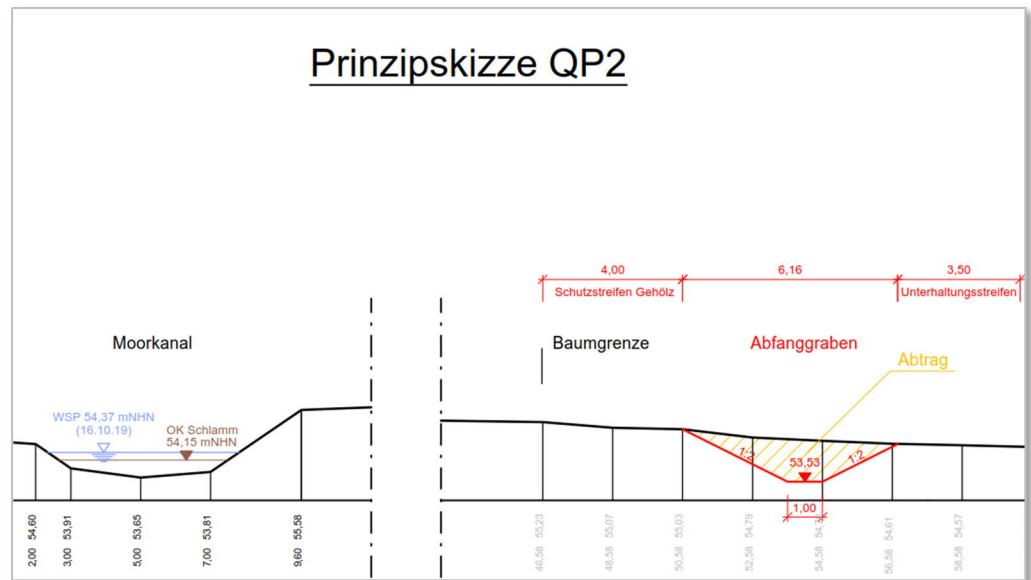 Prinzipskizze QP2
4,00
6,16
3,50
Schutzstreifen Gehölz
Unterhaltungsstreifen
Moorkanal
Baumgrenze
Abfanggraben
Abtrag
WSP 54,37 mNHN
(16.10.19)
OK Schlamm
54,15 mNHN
1:2
53,53
1:2
1,00
2,00 54,60
3,00 53,91
5,00 53,65
7,00 53,81
9,60 55,58
46,58 55,23
48,58 55,07
50,58 55,03
52,58 54,79
54,58
56,58 54,61
58,58 54,57